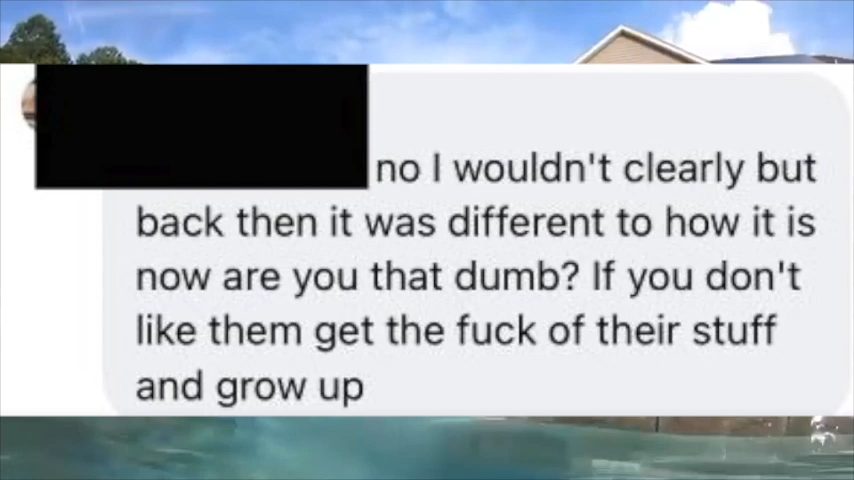 no I wouldn't clearly but
back then it was different to how it is
now are you that dumb? If you don't
like them get the fuck of their stuff
and grow up